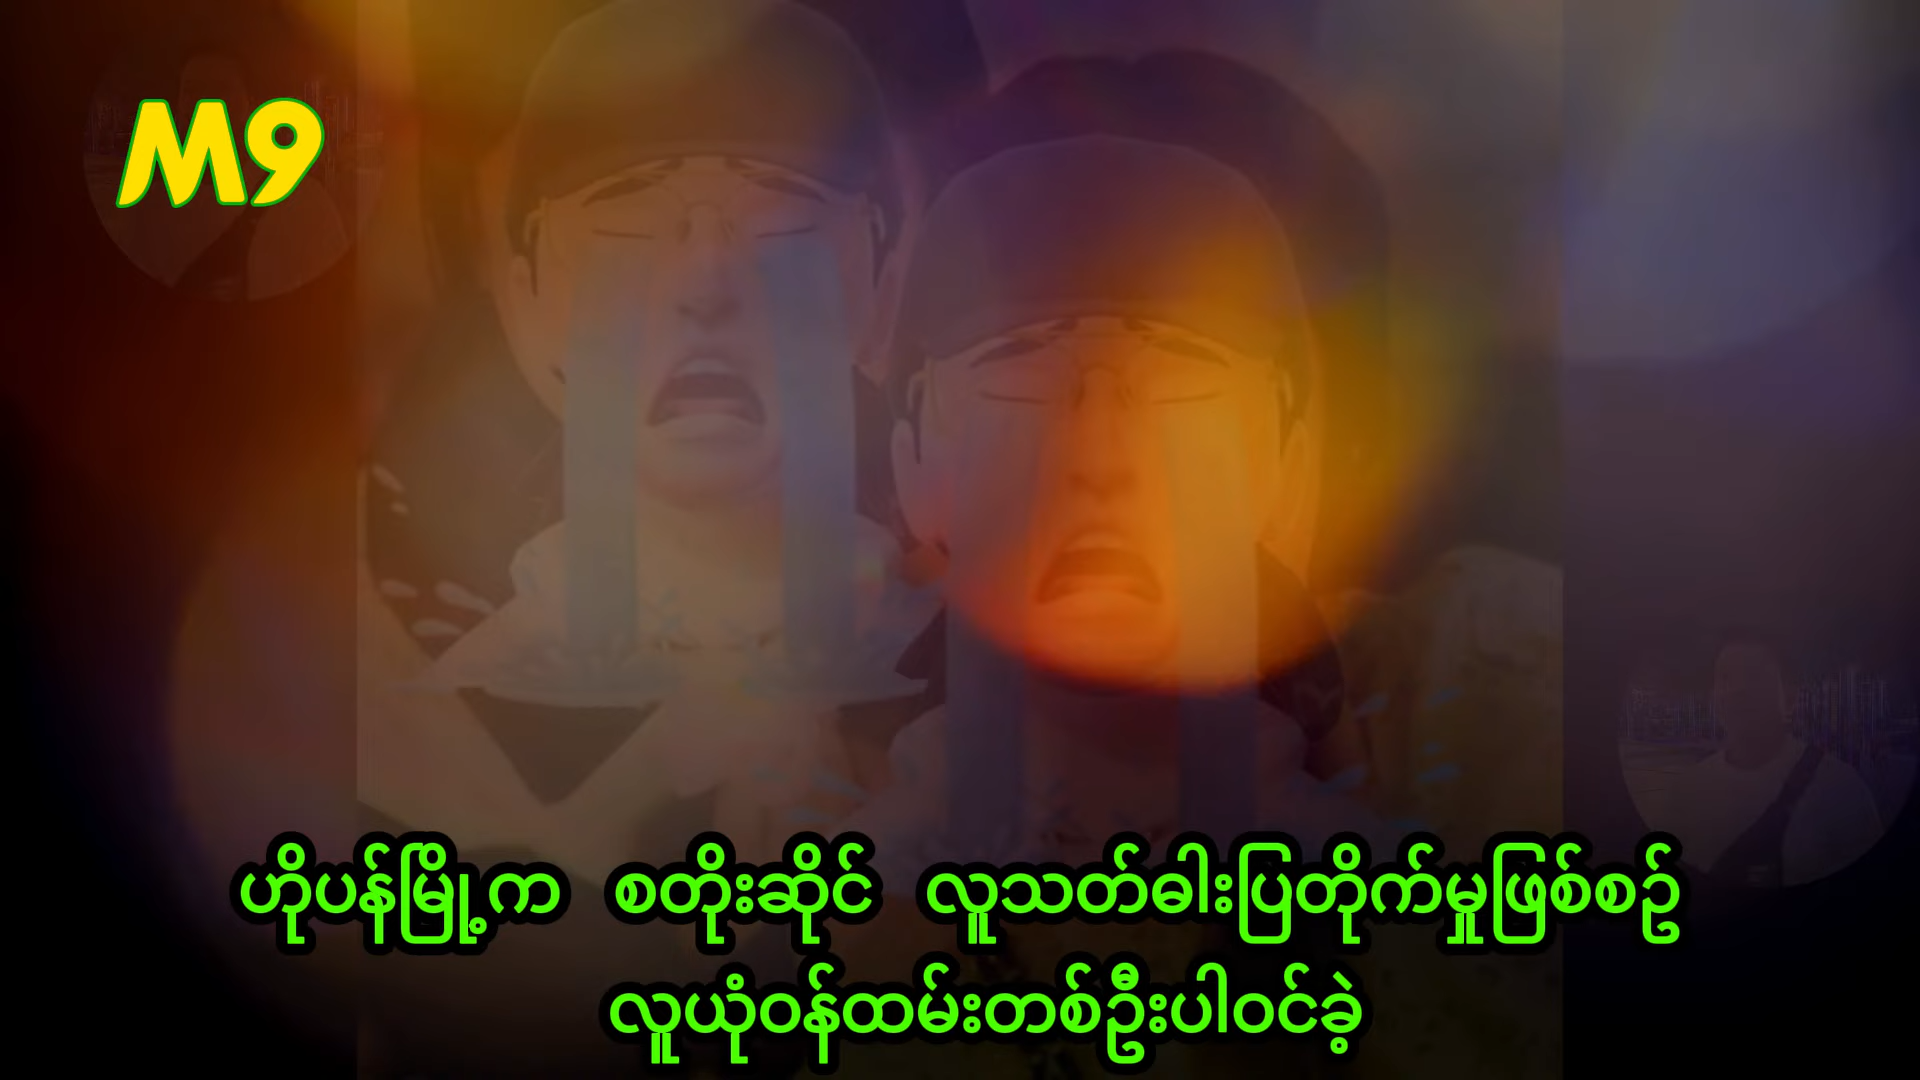 M9
ဟိုပန်မြို့က စတိုးဆိုင် လူသတ်ဓါးပြတိုက်မှုဖြစ်စဥ်
လူယုံဝန်ထမ်းတစ်ဦးပါဝင်ခဲ့